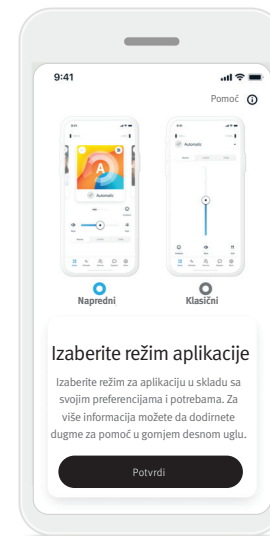 9:41
Pomoć
A
Automatic
Automatic
Napredni
Klasični
Izaberite režim aplikacije
Izaberite režim za aplikaciju u skladu sa
svojim preferencijama i potrebama. Za
više informacija možete da dodirnete
dugme za pomoć u gornjem desnom uglu.
Potvrdi